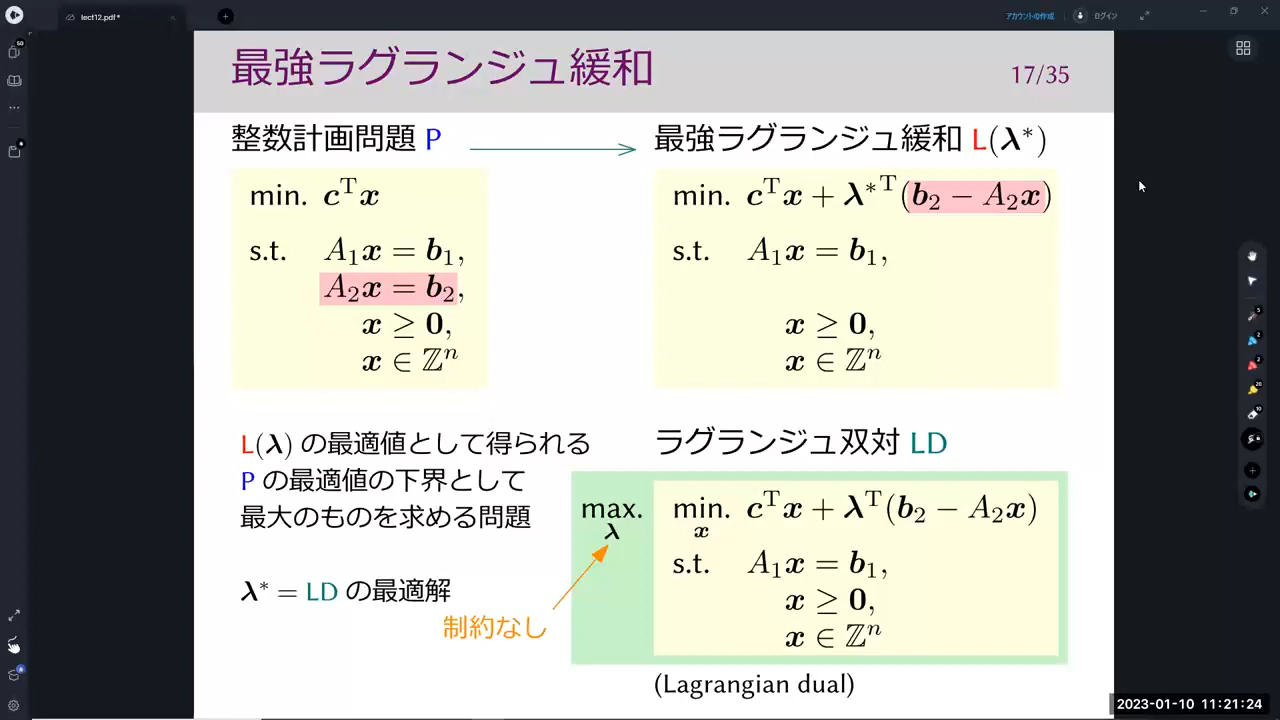 lect12.pdf*
アカウントの作成
ログイン
最強ラグランジュ緩和
17/35
整数計画問題 P
最強ラグランジュ緩和 L(λ*)
min. cᵀx
s.t. A₁x = b₁,
A₂x = b₂,
x ≥ 0,
x ∈ ℤⁿ
min. cᵀx + λ*ᵀ(b₂ − A₂x)
s.t. A₁x = b₁,
x ≥ 0,
x ∈ ℤⁿ
L(λ) の最適値として得られる
P の最適値の下界として
最大のものを求める問題
λ* = LD の最適解
制約なし
ラグランジュ双対 LD
max. min. cᵀx + λᵀ(b₂ − A₂x)
λ x
s.t. A₁x = b₁,
x ≥ 0,
x ∈ ℤⁿ
(Lagrangian dual)
2023-01-10 11:21:24